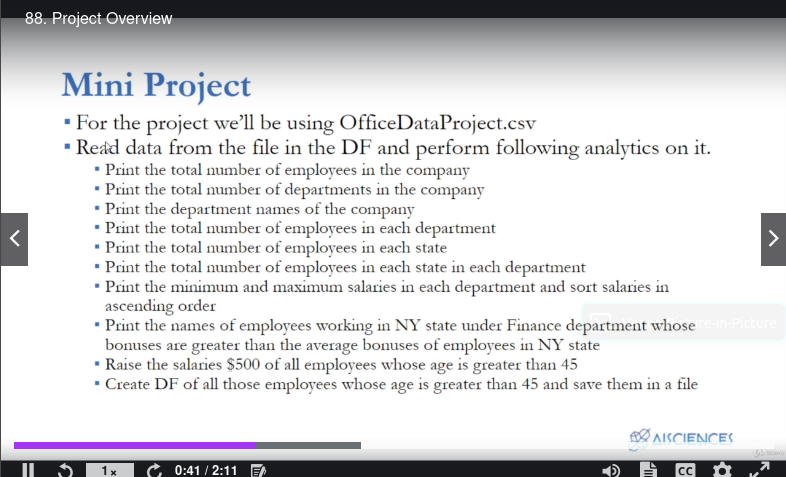 88. Project Overview
Mini Project
▪ For the project we'll be using OfficeDataProject.csv
▪ Read data from the file in the DF and perform following analytics on it.
▪ Print the total number of employees in the company
▪ Print the total number of departments in the company
▪ Print the department names of the company
▪ Print the total number of employees in each department
▪ Print the total number of employees in each state
▪ Print the total number of employees in each state in each department
▪ Print the minimum and maximum salaries in each department and sort salaries in
ascending order
▪ Print the names of employees working in NY state under Finance department whose
bonuses are greater than the average bonuses of employees in NY state
▪ Raise the salaries $500 of all employees whose age is greater than 45
▪ Create DF of all those employees whose age is greater than 45 and save them in a file
AISCIENCES
1x 0:41 / 2:11 CC